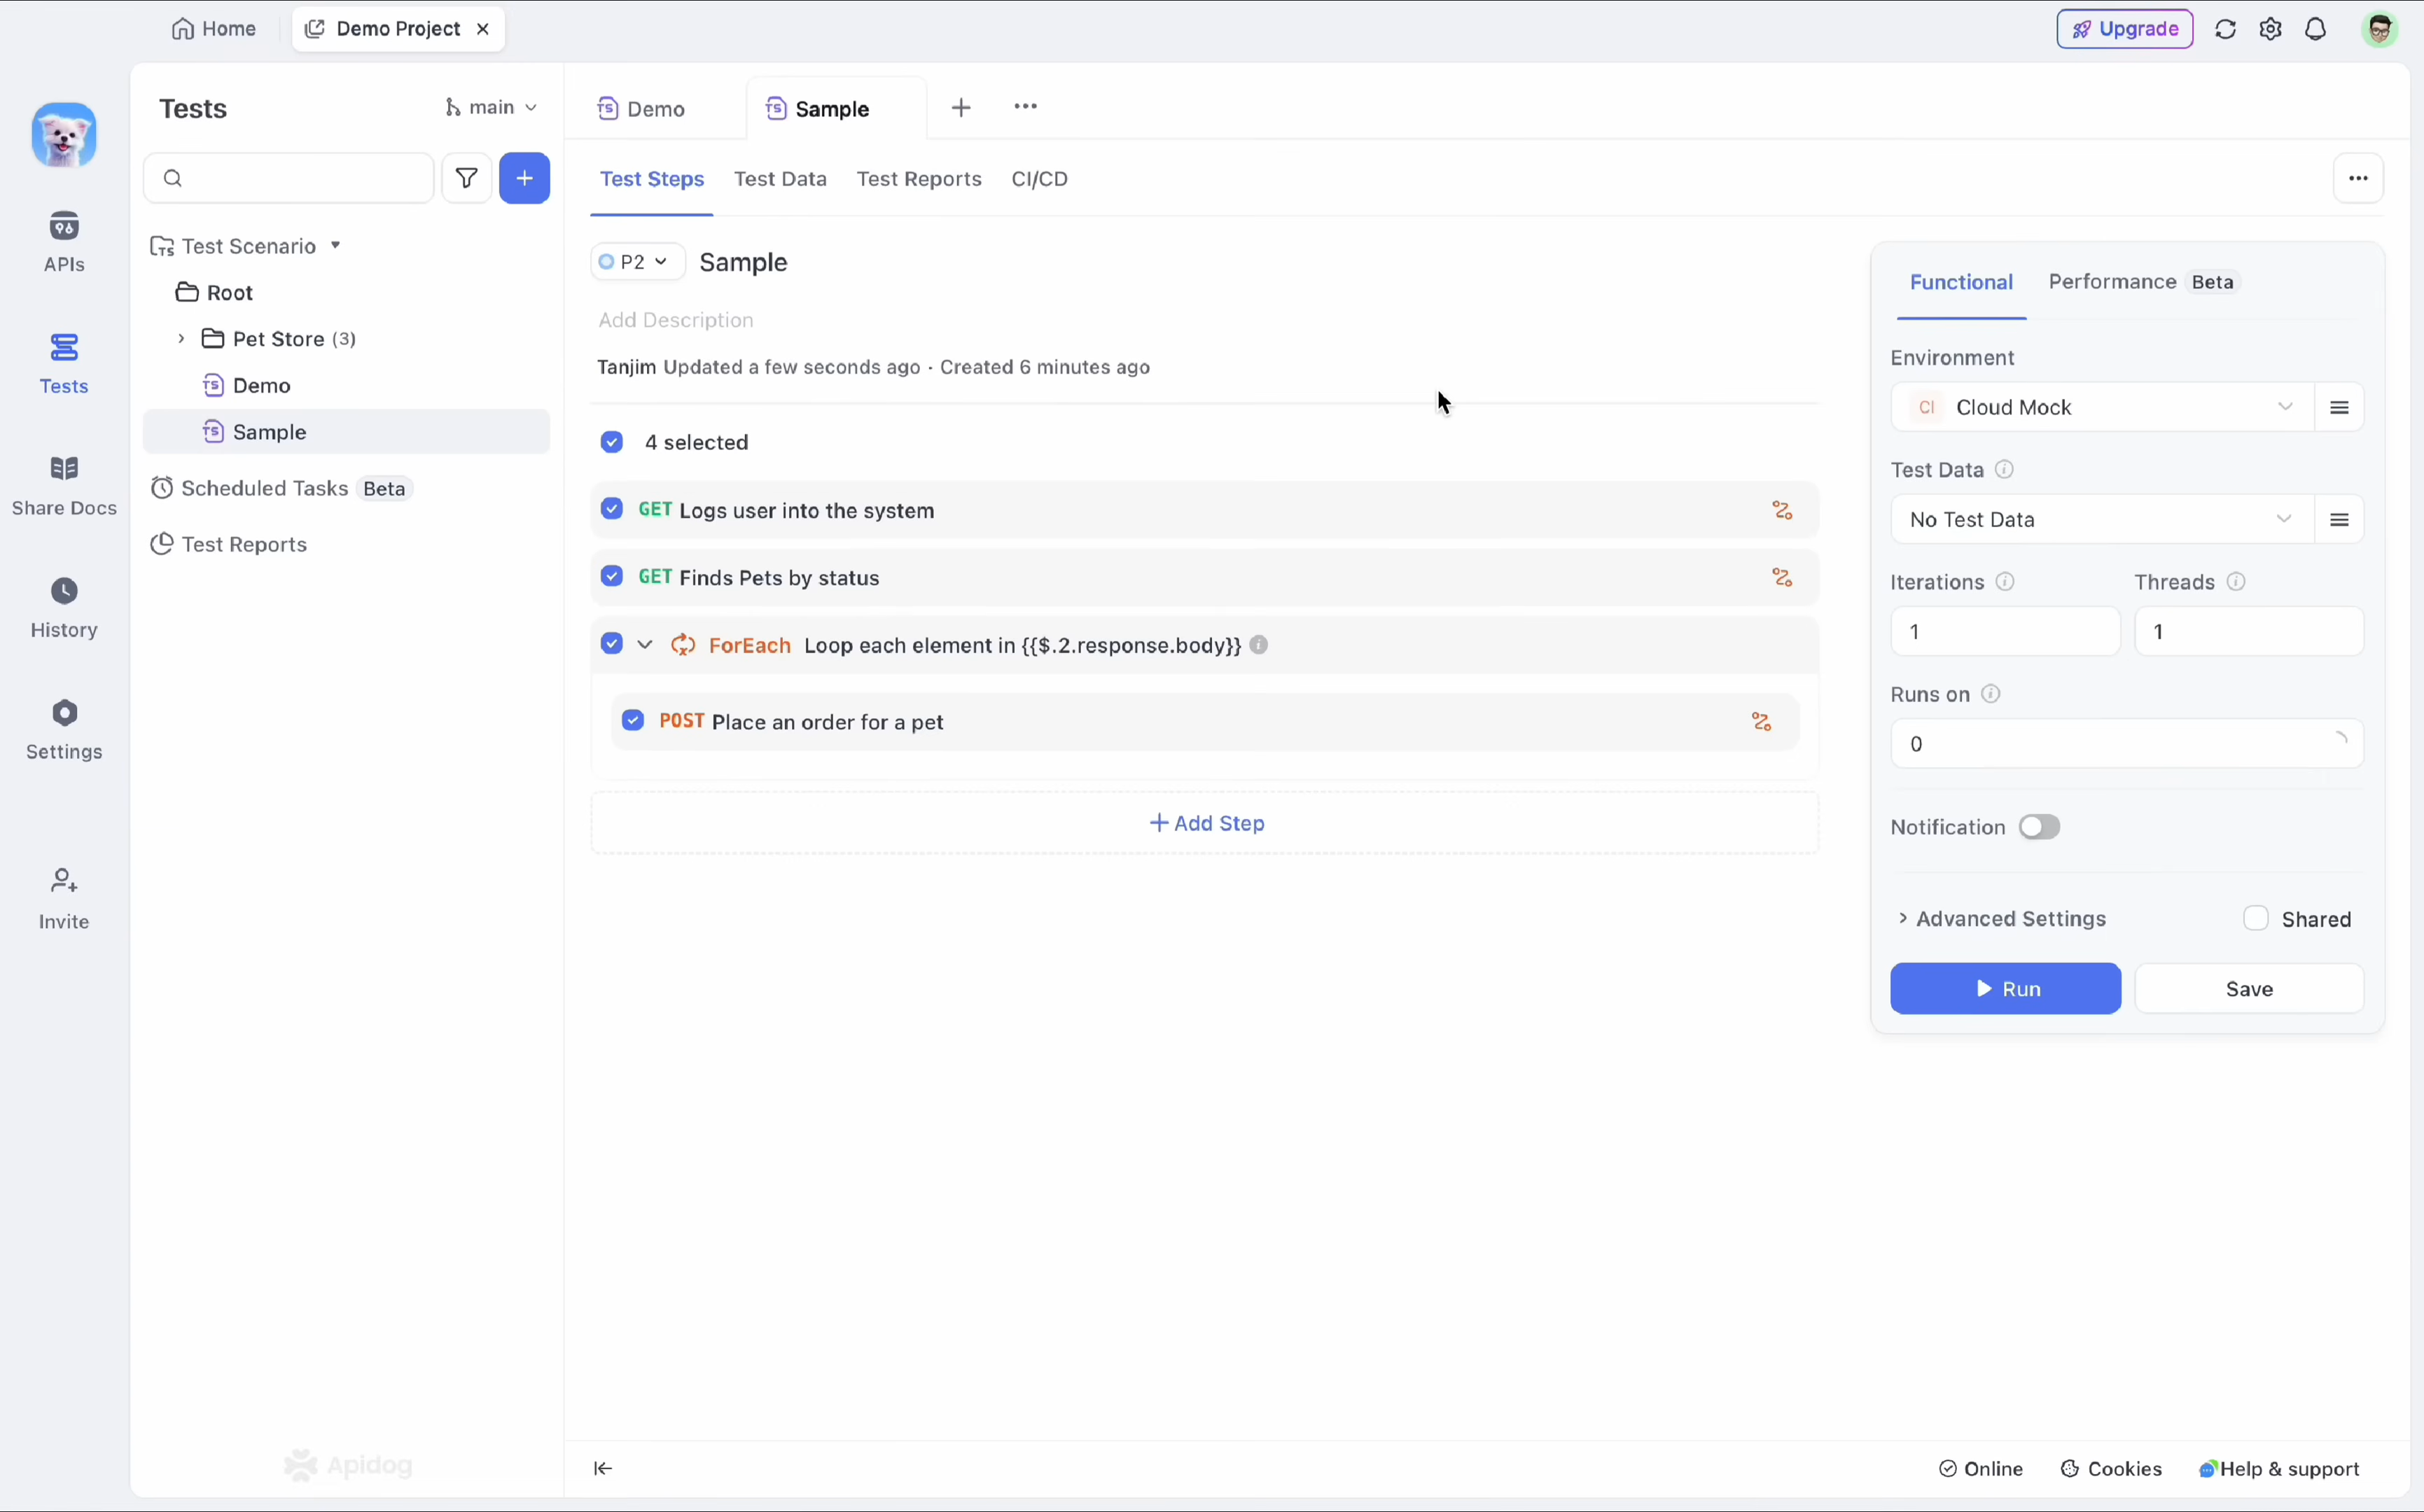 Home
Demo Project
Upgrade
Tests
main
Demo
Sample
APIs
Tests
Share Docs
History
Settings
Invite
Test Scenario
Root
Pet Store (3)
Demo
Sample
Scheduled Tasks Beta
Test Reports
Apidog
Test Steps
Test Data
Test Reports
CI/CD
P2
Sample
Add Description
Tanjim Updated a few seconds ago · Created 6 minutes ago
4 selected
GET Logs user into the system
GET Finds Pets by status
ForEach Loop each element in {{$.2.response.body}}
POST Place an order for a pet
+ Add Step
Functional
Performance Beta
Environment
CI Cloud Mock
Test Data
No Test Data
Iterations
Threads
1
1
Runs on
0
Notification
Advanced Settings
Shared
Run
Save
Online
Cookies
Help & support